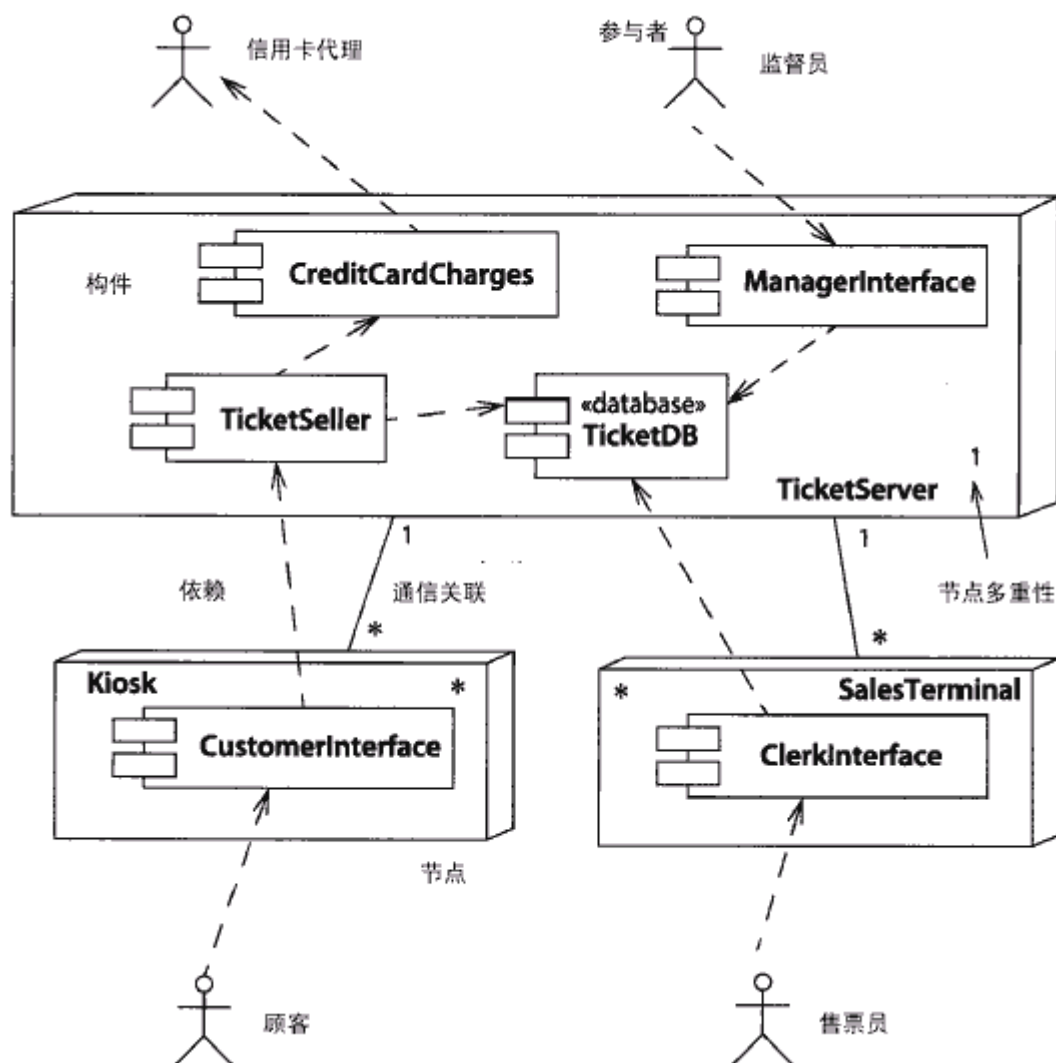 信用卡代理
参与者
监督员
构件
CreditCardCharges
ManagerInterface
TicketSeller
«database»
TicketDB
1
TicketServer
1
1
依赖
通信关联
节点多重性
*
*
Kiosk
*
*
SalesTerminal
CustomerInterface
ClerkInterface
节点
顾客
售票员